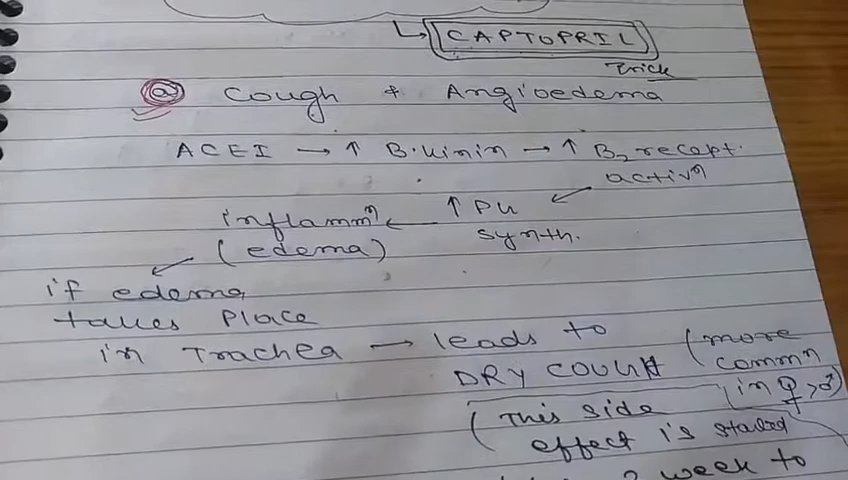 ↳ CAPTOPRIL
Trick
(a) Cough + Angioedema
ACEI → ↑ B.kinin → ↑ B2 recept.
activⁿ
↑ PG
synth.
inflammⁿ
(edema)
if edema
takes place
in Trachea → leads to
DRY COUGH (more
commn
in ♀ > ♂)
(This side
effect is started
week to